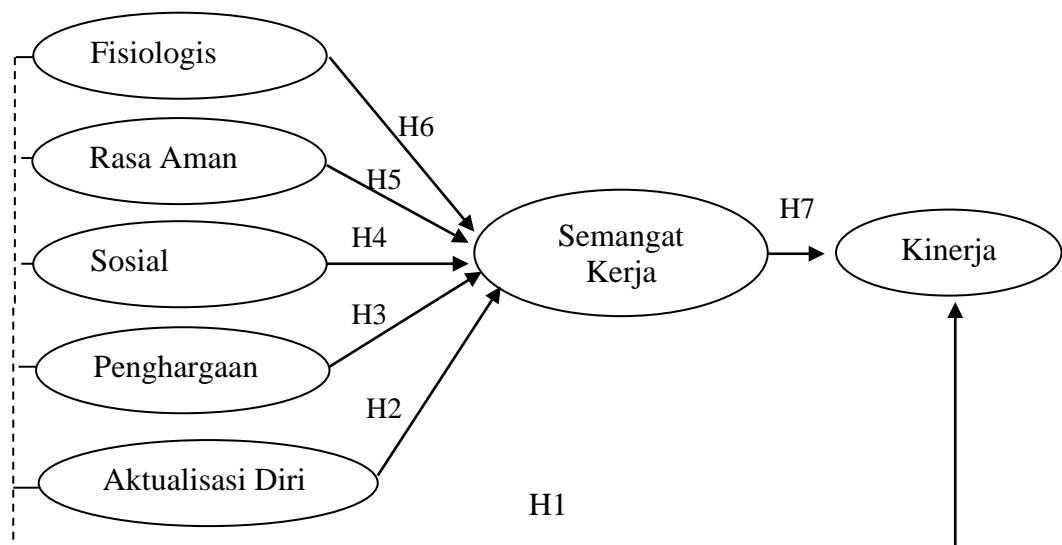 Fisiologis
H6
Rasa Aman
H5
H7
Sosial
H4
Semangat
Kerja
Kinerja
H3
Penghargaan
H2
Aktualisasi Diri
H1